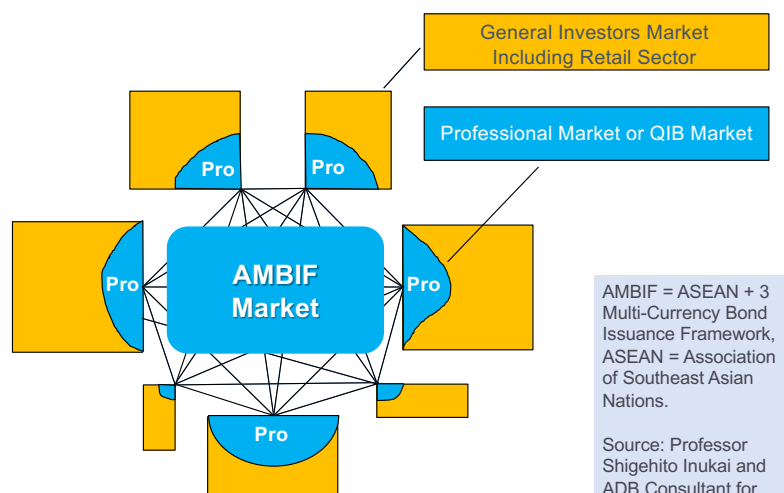 General Investors Market
Including Retail Sector
Professional Market or QIB Market
Pro
Pro
Pro
AMBIF
Market
Pro
Pro
AMBIF = ASEAN + 3
Multi-Currency Bond
Issuance Framework,
ASEAN = Association
of Southeast Asian
Nations.
Source: Professor
Shigehito Inukai and
ADB Consultant for